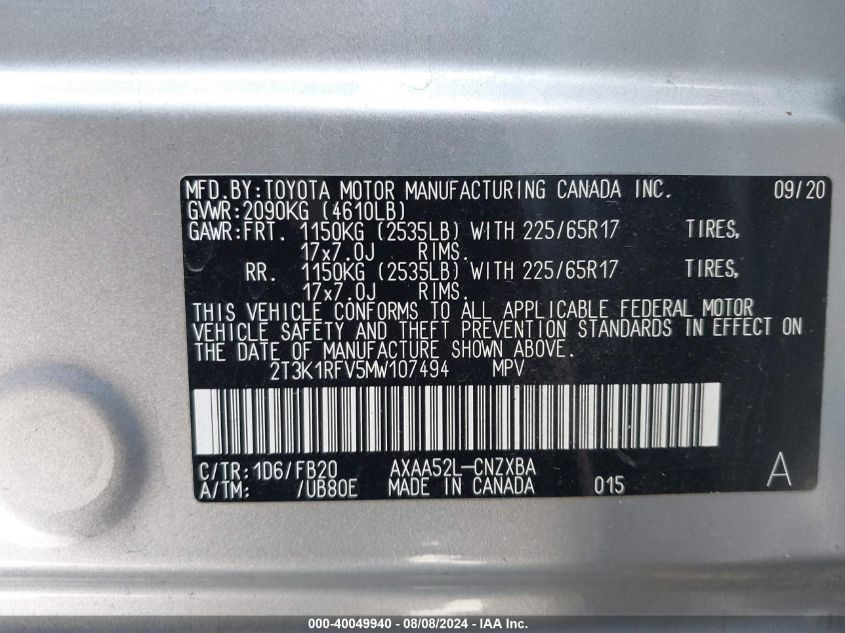 MFD.BY:TOYOTA MOTOR MANUFACTURING CANADA INC. 09/20
GVWR:2090KG (4610LB)
GAWR:FRT. 1150KG (2535LB) WITH 225/65R17 TIRES,
17x7.0J RIMS.
RR. 1150KG (2535LB) WITH 225/65R17 TIRES,
17x7.0J RIMS.
THIS VEHICLE CONFORMS TO ALL APPLICABLE FEDERAL MOTOR
VEHICLE SAFETY AND THEFT PREVENTION STANDARDS IN EFFECT ON
THE DATE OF MANUFACTURE SHOWN ABOVE.
2T3K1RFV5MW107494 MPV
C/TR:1D6/FB20 AXAA52L-CNZXBA A
A/TM: /UB80E MADE IN CANADA 015
000-40049940 - 08/08/2024 - IAA Inc.